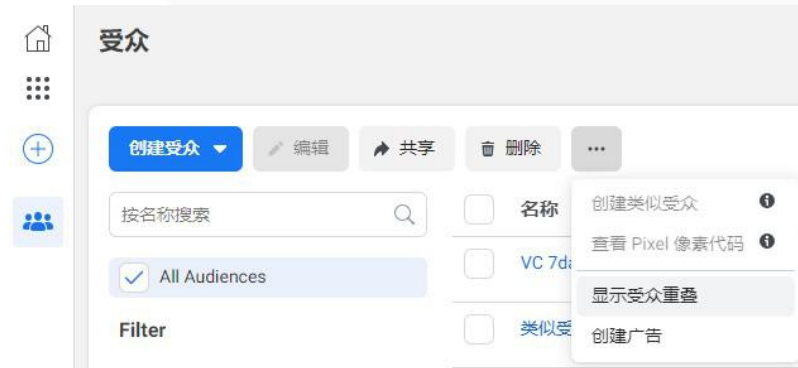 受众
创建受众 编辑 共享 删除 ...
按名称搜索
名称
创建类似受众
查看 Pixel 像素代码
All Audiences
VC 7da
显示受众重叠
Filter
类似受
创建广告